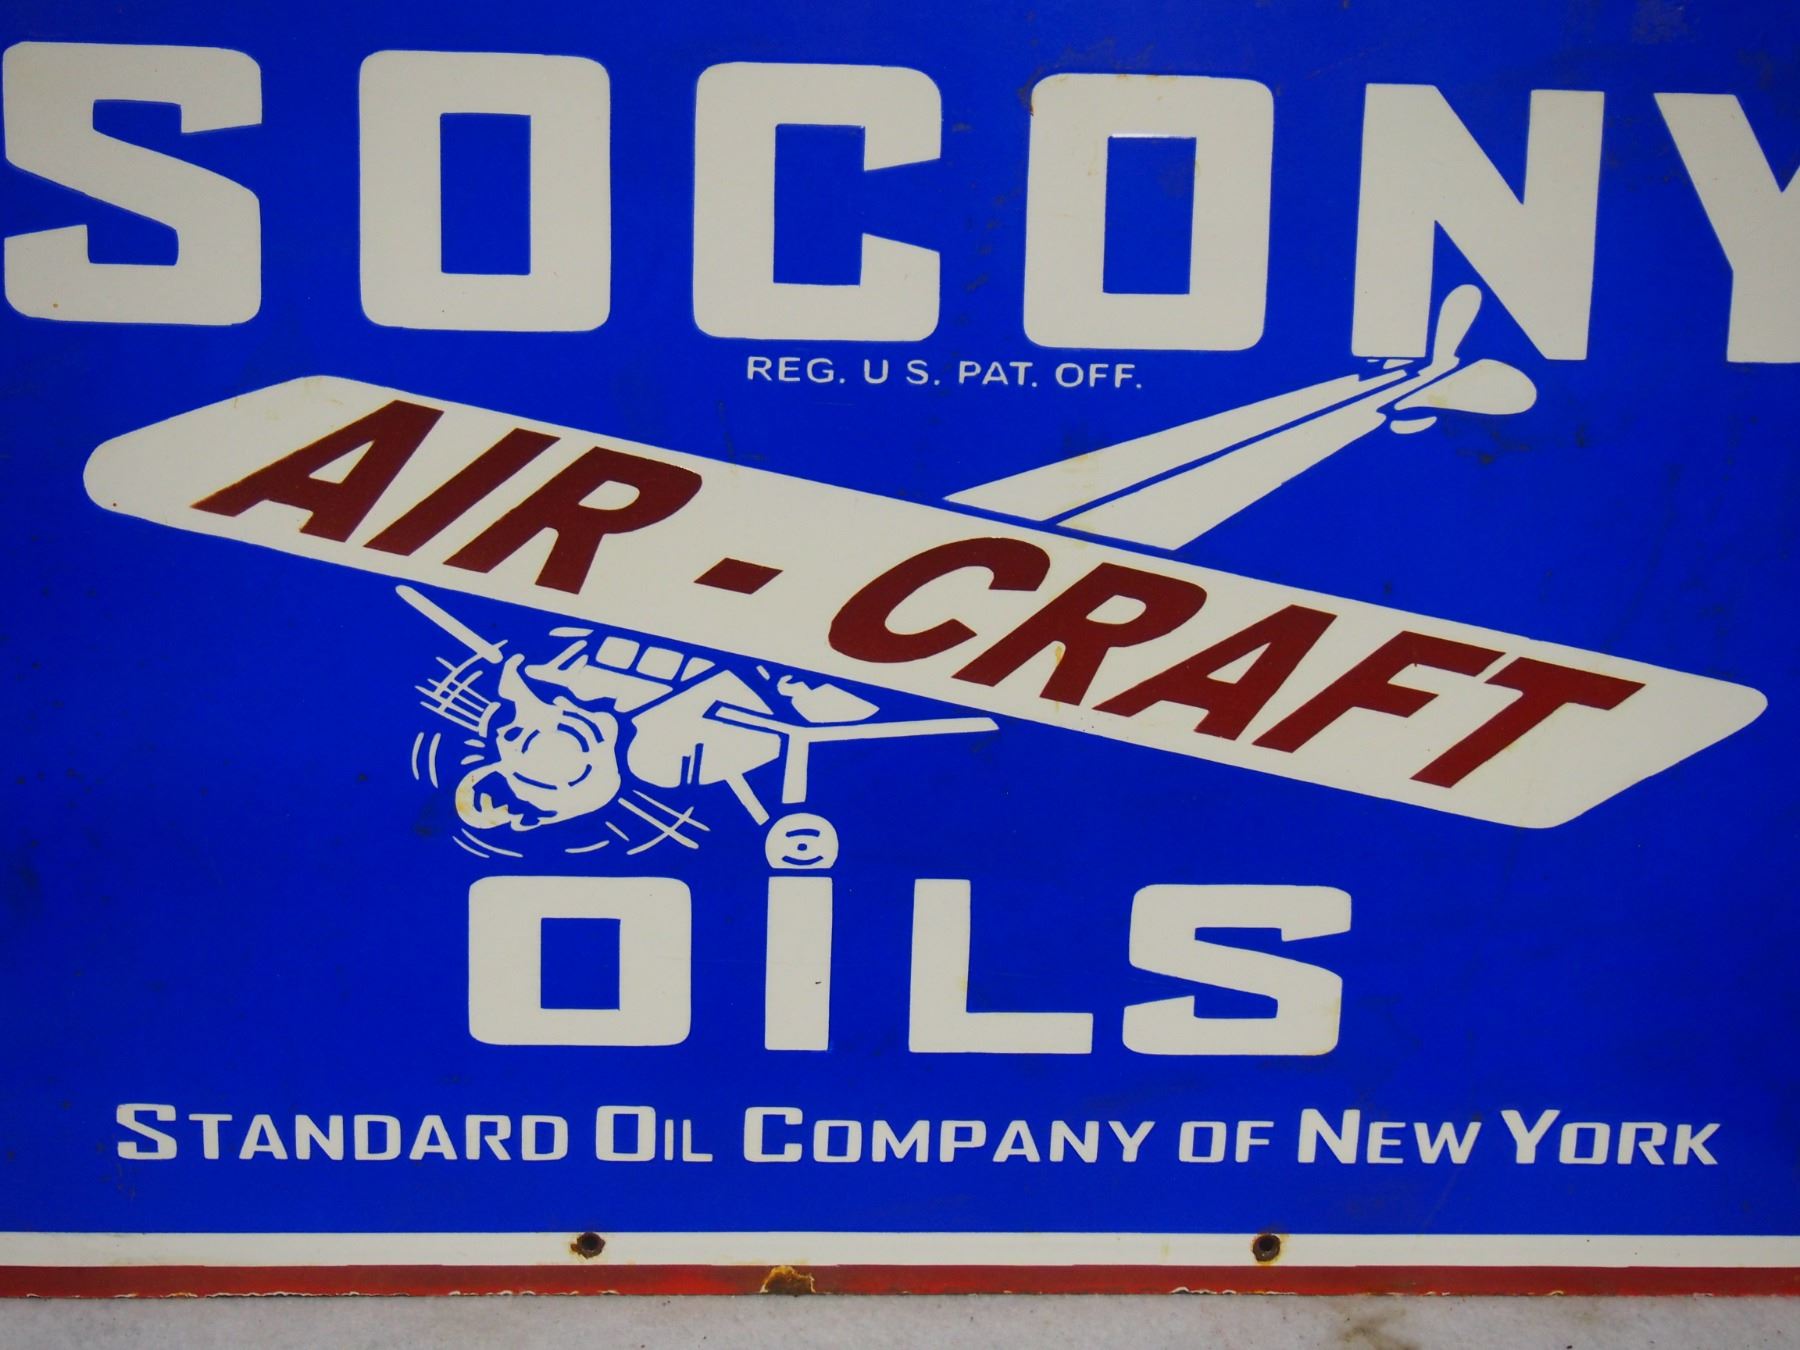 SOCONY
REG. U S. PAT. OFF.
AIR-CRAFT
OILS
STANDARD OIL COMPANY OF NEW YORK